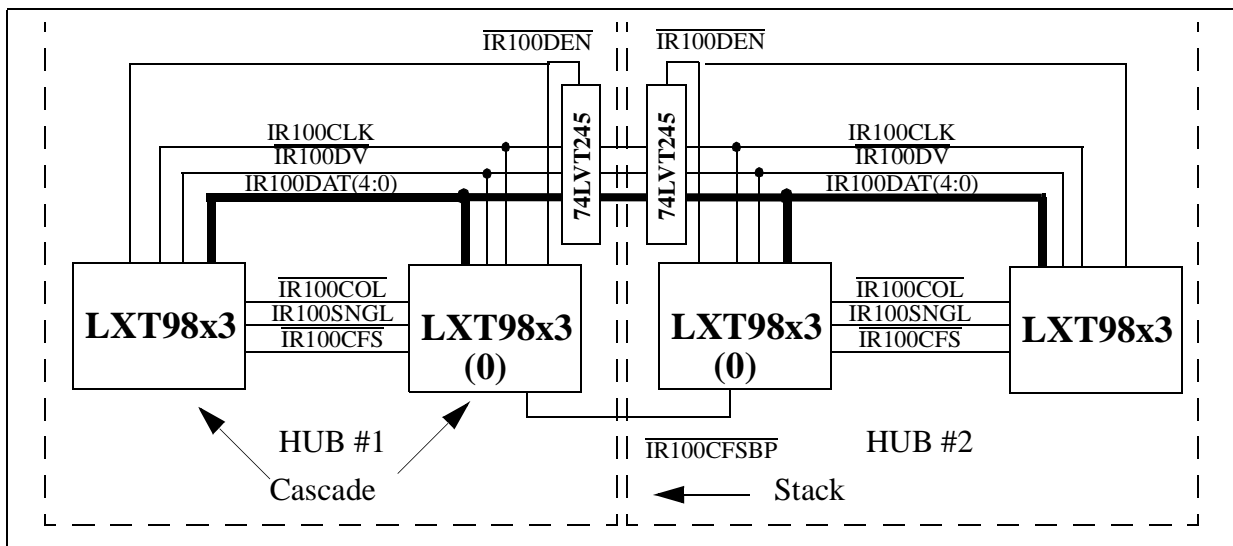 IR100DEN
IR100DEN
74LVT245
74LVT245
IR100CLK
IR100DV
IR100DAT(4:0)
IR100CLK
IR100DV
IR100DAT(4:0)
LXT98x3
IR100COL
IR100SNGL
IR100CFS
LXT98x3
(0)
LXT98x3
(0)
IR100COL
IR100SNGL
IR100CFS
LXT98x3
HUB #1
Cascade
IR100CFSBP
HUB #2
Stack